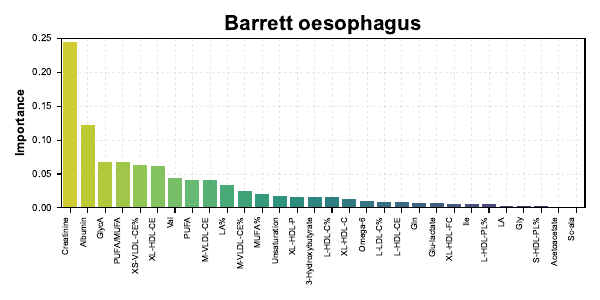 Barrett oesophagus
Importance
0.25
0.20
0.15
0.10
0.05
0.00
Creatinine
Albumin
GlycA
PUFA/MUFA
XS-VLDL-CE%
XL-HDL-CE
Val
PUFA
M-VLDL-CE
LA%
M-VLDL-CE%
MUFA%
Unsaturation
XL-HDL-P
3-Hydroxybutyrate
L-HDL-C%
XL-HDL-C
Omega-6
L-LDL-C%
L-HDL-CE
Gln
Glu-lactate
XL-HDL-FC
Ile
L-HDL-PL%
LA
Gly
S-HDL-PL%
Acetoacetate
Sc-ala